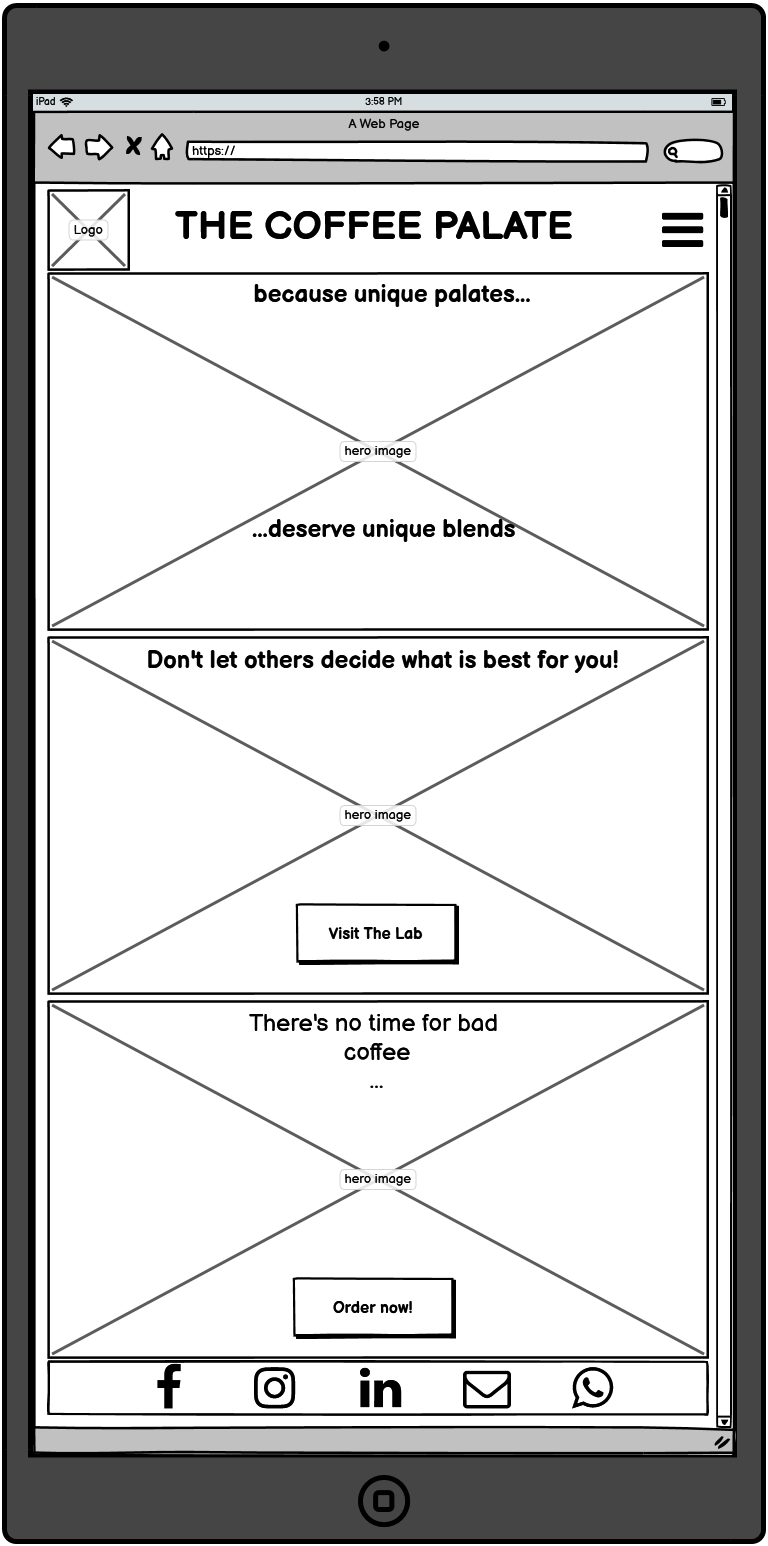 iPad
3:58 PM
A Web Page
https://
Logo
THE COFFEE PALATE
because unique palates...
hero image
...deserve unique blends
Don't let others decide what is best for you!
hero image
Visit The Lab
There's no time for bad
coffee
...
hero image
Order now!
f
in